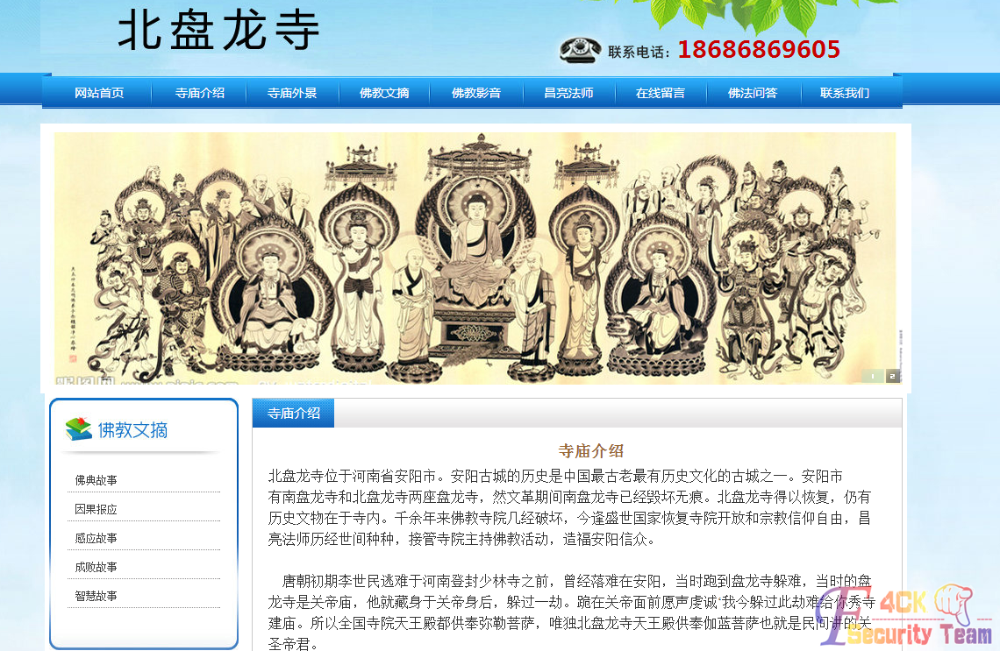 北盘龙寺
联系电话：18686869605
网站首页 寺庙介绍 寺庙外景 佛教文摘 佛教影音 昌亮法师 在线留言 佛法问答 联系我们
1 2
佛教文摘
佛典故事
因果报应
感应故事
成败故事
智慧故事
寺庙介绍
寺庙介绍
北盘龙寺位于河南省安阳市。安阳古城的历史是中国最古老最有历史文化的古城之一。安阳市
有南盘龙寺和北盘龙寺两座盘龙寺，然文革期间南盘龙寺已经毁坏无痕。北盘龙寺得以恢复，仍有
历史文物在于寺内。千余年来佛教寺院几经破坏，今逢盛世国家恢复寺院开放和宗教信仰自由，昌
亮法师历经世间种种，接管寺院主持佛教活动，造福安阳信众。
唐朝初期李世民逃难于河南登封少林寺之前，曾经落难在安阳，当时跑到盘龙寺躲难，当时的盘
龙寺是关帝庙，他就藏身于关帝身后，躲过一劫。跪在关帝面前愿声虔诚‘我今躲过此劫难给你秀寺
建庙。所以全国寺院天王殿都供奉弥勒菩萨，唯独北盘龙寺天王殿供奉伽蓝菩萨也就是民间讲的关
圣帝君。
F4CK
Security Team